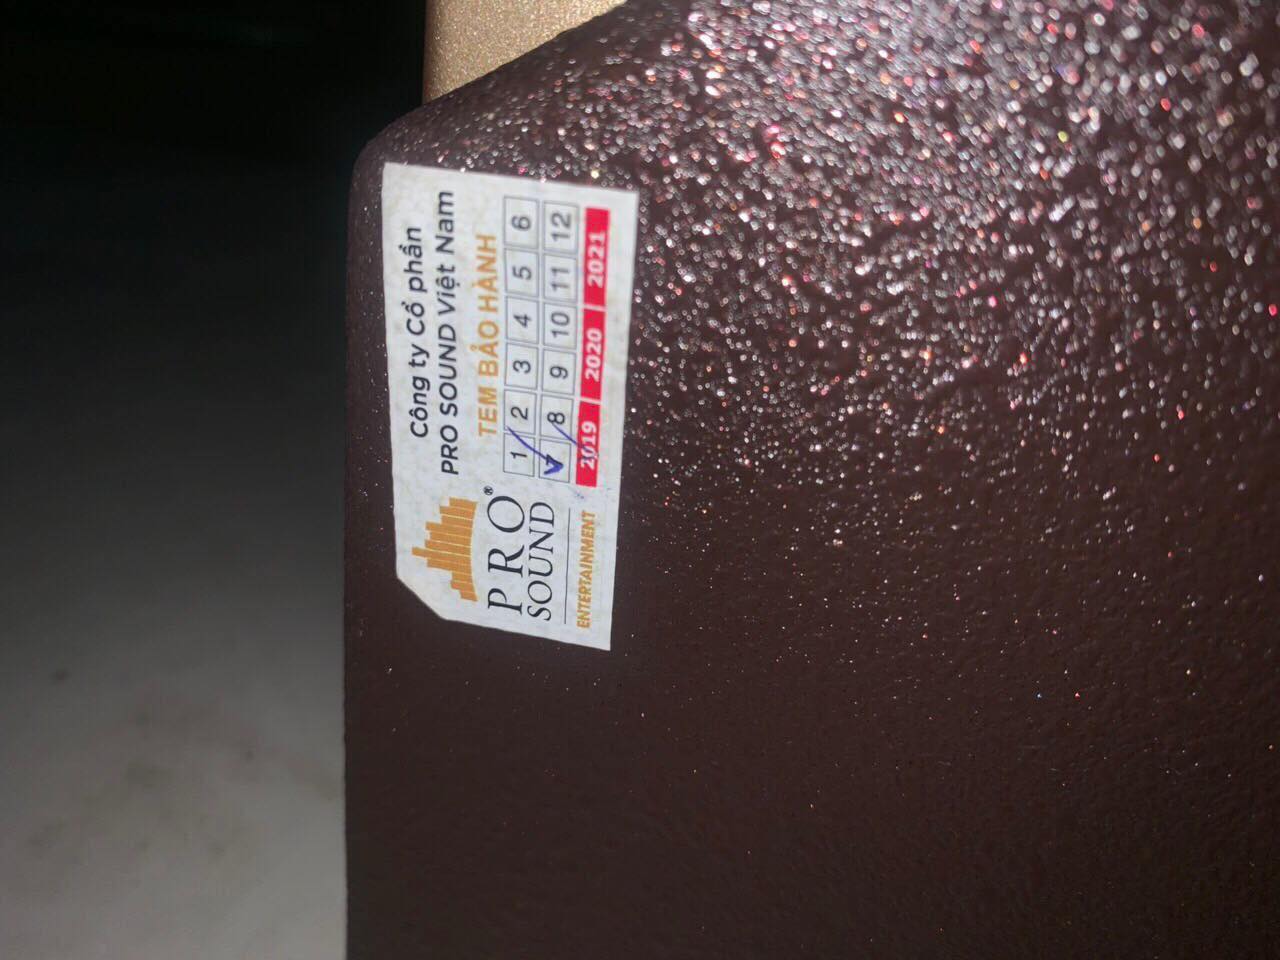 Công ty Cổ phần
PRO SOUND Việt Nam
TEM BẢO HÀNH
1 2 3 4 5 6
7 8 9 10 11 12
2019 2020 2021
PRO®
SOUND
ENTERTAINMENT